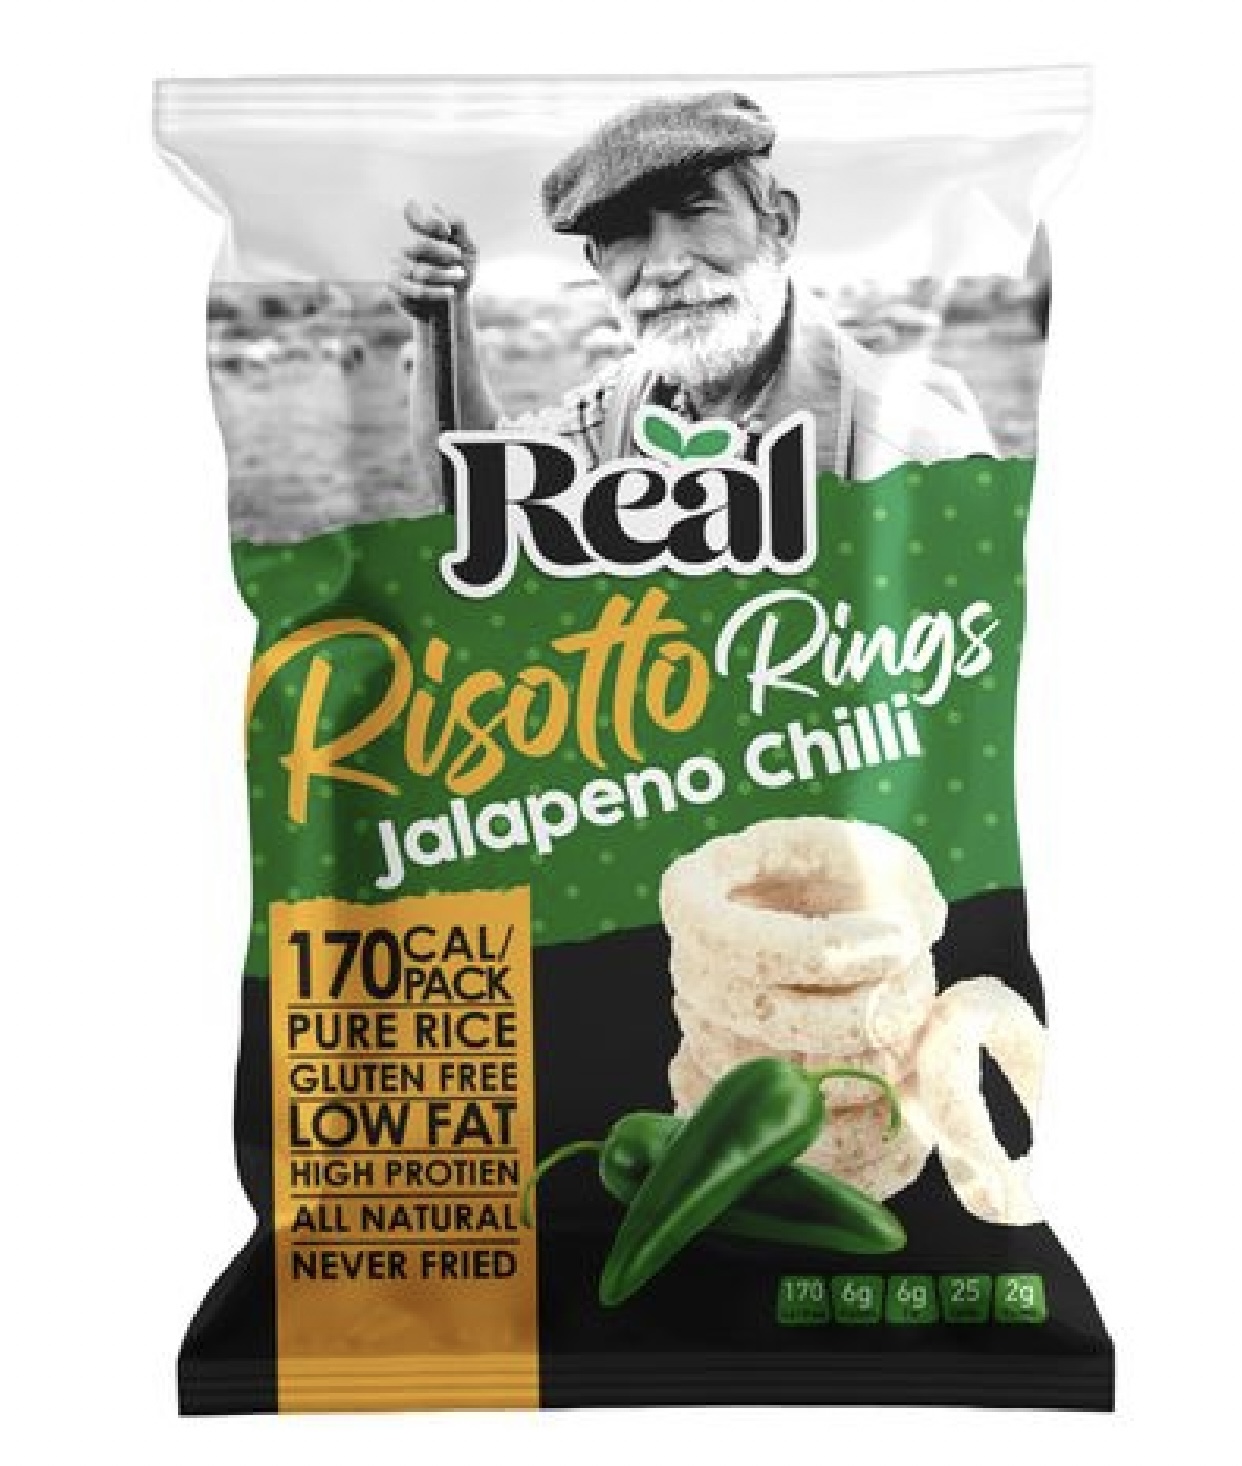 Real
Risotto Rings
Jalapeno Chilli
170 CAL/
PACK
PURE RICE
GLUTEN FREE
LOW FAT
HIGH PROTIEN
ALL NATURAL
NEVER FRIED
170 6g 6g 25 2g